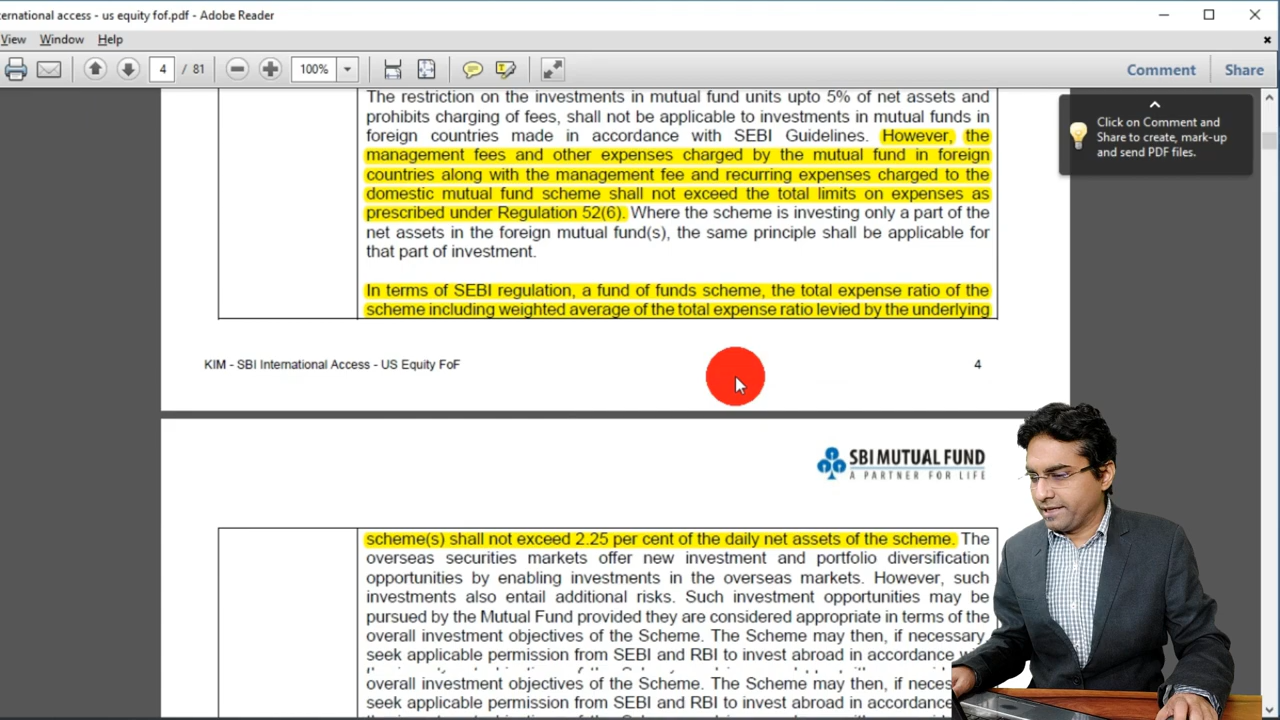 ternational access - us equity fof.pdf - Adobe Reader
View Window Help
4 / 81 100% Comment Share
The restriction on the investments in mutual fund units upto 5% of net assets and
prohibits charging of fees, shall not be applicable to investments in mutual funds in
foreign countries made in accordance with SEBI Guidelines. However, the
management fees and other expenses charged by the mutual fund in foreign
countries along with the management fee and recurring expenses charged to the
domestic mutual fund scheme shall not exceed the total limits on expenses as
prescribed under Regulation 52(6). Where the scheme is investing only a part of the
net assets in the foreign mutual fund(s), the same principle shall be applicable for
that part of investment.
In terms of SEBI regulation, a fund of funds scheme, the total expense ratio of the
scheme including weighted average of the total expense ratio levied by the underlying
Click on Comment and
Share to create, mark-up
and send PDF files.
KIM - SBI International Access - US Equity FoF 4
SBI MUTUAL FUND
A PARTNER FOR LIFE
scheme(s) shall not exceed 2.25 per cent of the daily net assets of the scheme. The
overseas securities markets offer new investment and portfolio diversification
opportunities by enabling investments in the overseas markets. However, such
investments also entail additional risks. Such investment opportunities may be
pursued by the Mutual Fund provided they are considered appropriate in terms of the
overall investment objectives of the Scheme. The Scheme may then, if necessary
seek applicable permission from SEBI and RBI to invest abroad in accordance
overall investment objectives of the Scheme. The Scheme may then, if neces
seek applicable permission from SEBI and RBI to invest abroad in accordance